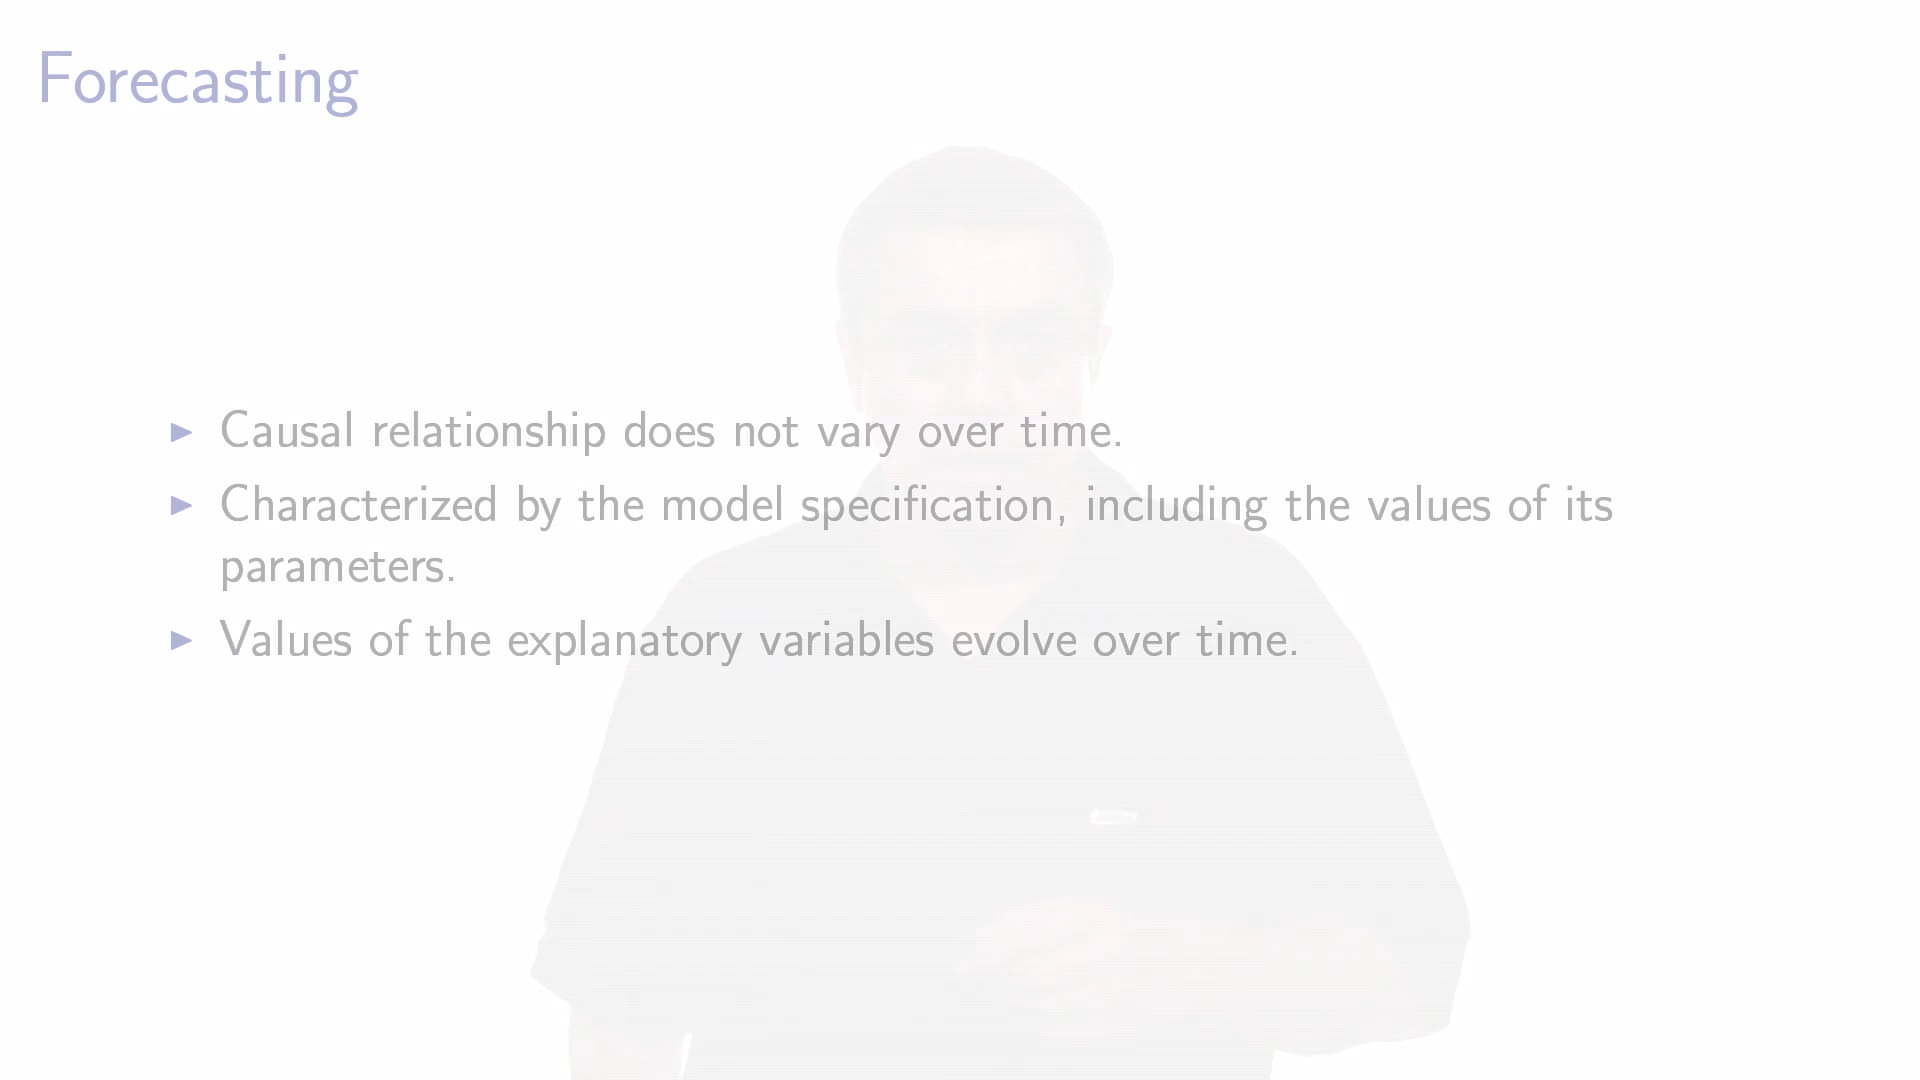 Forecasting
Causal relationship does not vary over time.
Characterized by the model specification, including the values of its
parameters.
Values of the explanatory variables evolve over time.